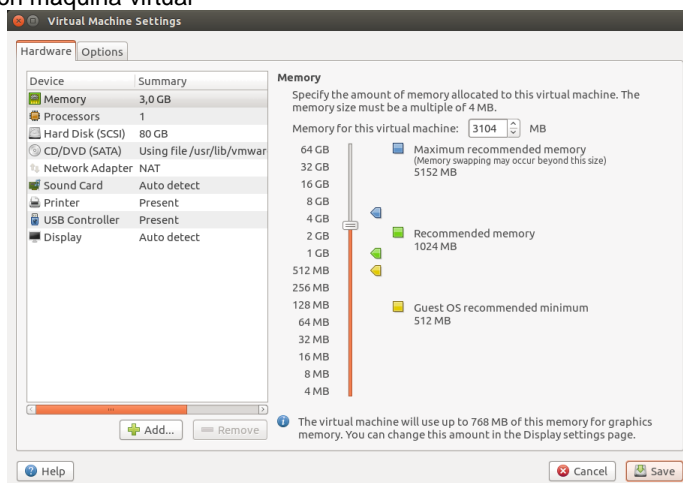 máquina virtual
Virtual Machine Settings
Hardware Options
Device Summary
Memory 3,0 GB
Processors 1
Hard Disk (SCSI) 80 GB
CD/DVD (SATA) Using file /usr/lib/vmwar
Network Adapter NAT
Sound Card Auto detect
Printer Present
USB Controller Present
Display Auto detect
Add... Remove
Memory
Specify the amount of memory allocated to this virtual machine. The
memory size must be a multiple of 4 MB.
Memory for this virtual machine: 3104 MB
64 GB
32 GB
16 GB
8 GB
4 GB
2 GB
1 GB
512 MB
256 MB
128 MB
64 MB
32 MB
16 MB
8 MB
4 MB
Maximum recommended memory
(Memory swapping may occur beyond this size)
5152 MB
Recommended memory
1024 MB
Guest OS recommended minimum
512 MB
The virtual machine will use up to 768 MB of this memory for graphics
memory. You can change this amount in the Display settings page.
Help Cancel Save